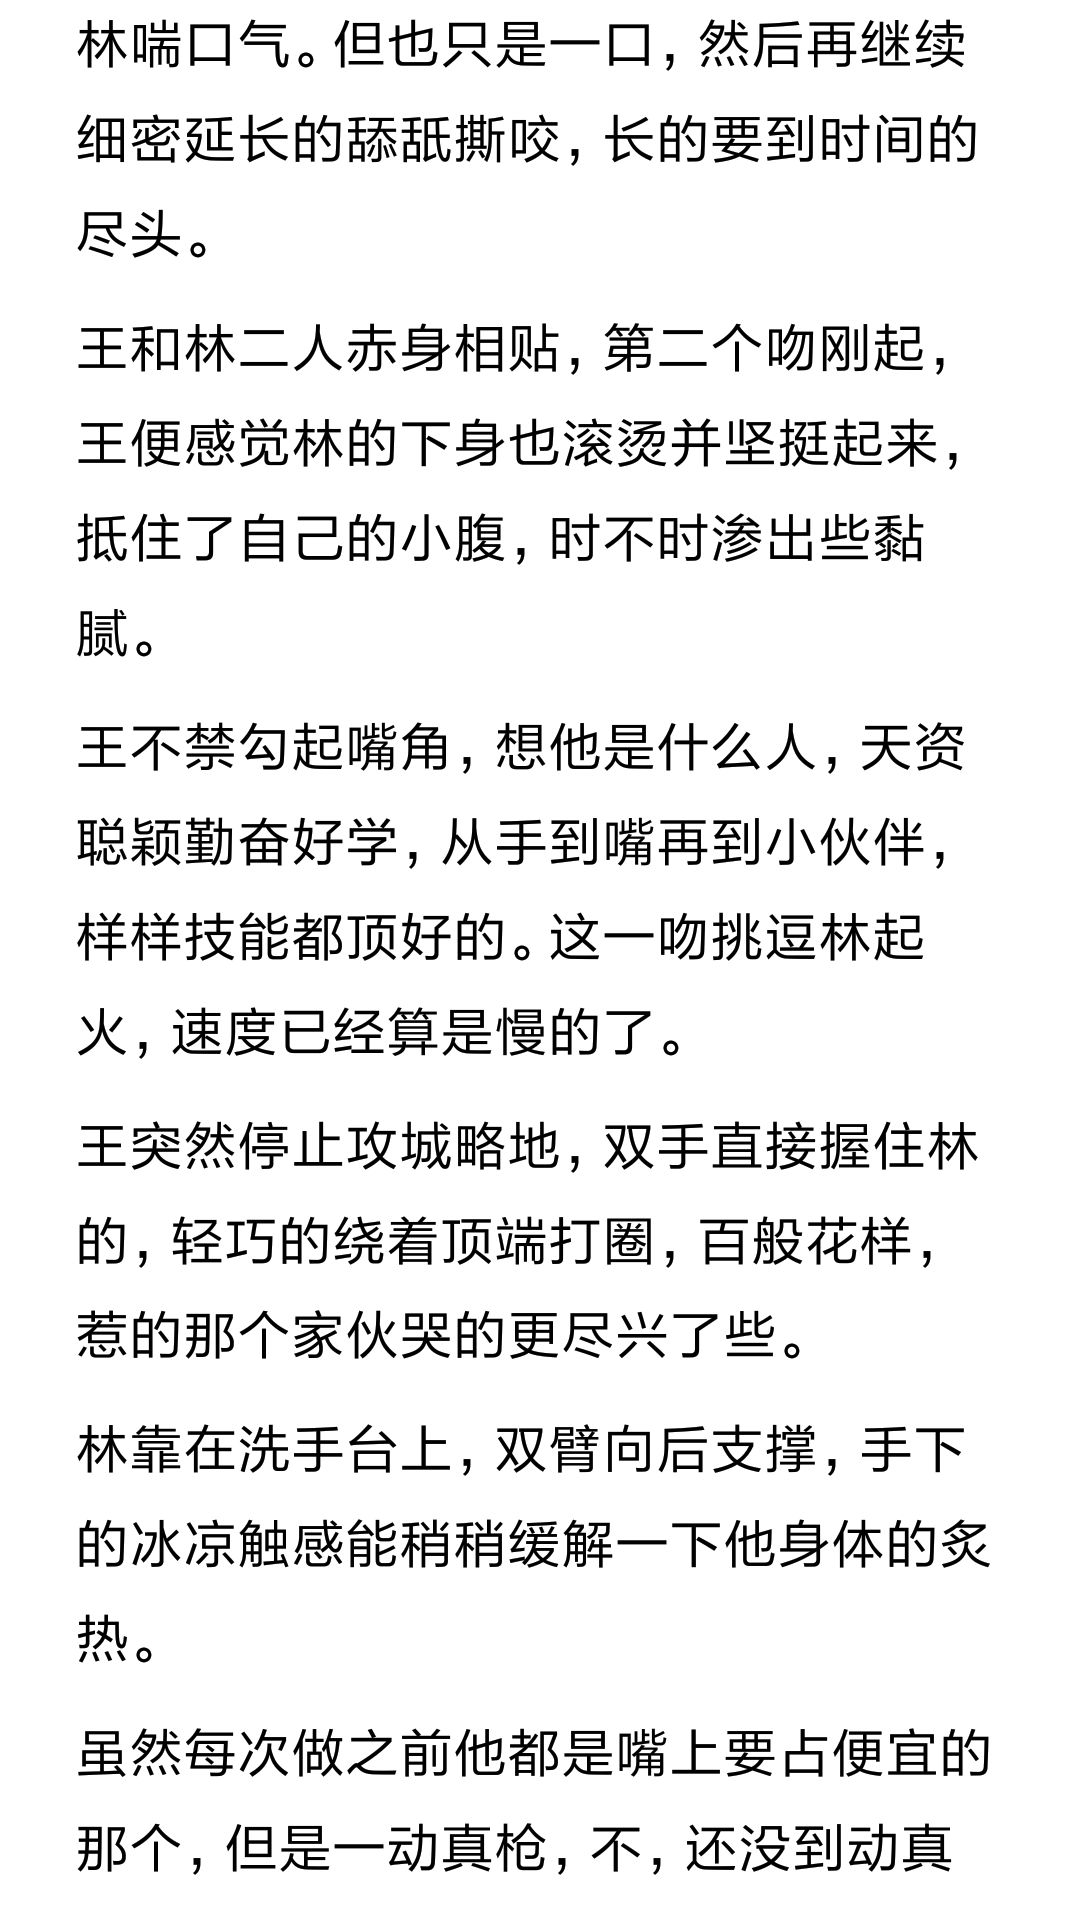 林喘口气。但也只是一口，然后再继续
细密延长的舔舐撕咬，长的要到时间的
尽头。
王和林二人赤身相贴，第二个吻刚起，
王便感觉林的下身也滚烫并坚挺起来，
抵住了自己的小腹，时不时渗出些黏
腻。
王不禁勾起嘴角，想他是什么人，天资
聪颖勤奋好学，从手到嘴再到小伙伴，
样样技能都顶好的。这一吻挑逗林起
火，速度已经算是慢的了。
王突然停止攻城略地，双手直接握住林
的，轻巧的绕着顶端打圈，百般花样，
惹的那个家伙哭的更尽兴了些。
林靠在洗手台上，双臂向后支撑，手下
的冰凉触感能稍稍缓解一下他身体的炙
热。
虽然每次做之前他都是嘴上要占便宜的
那个，但是一动真枪，不，还没到动真